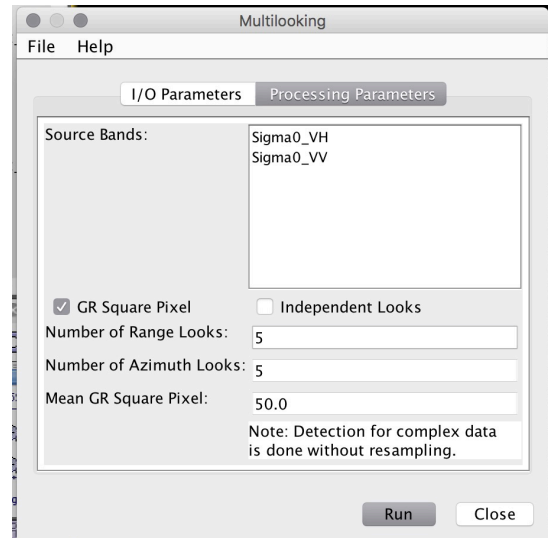 Multilooking
File Help
I/O Parameters Processing Parameters
Source Bands:
Sigma0_VH
Sigma0_VV
GR Square Pixel Independent Looks
Number of Range Looks: 5
Number of Azimuth Looks: 5
Mean GR Square Pixel: 50.0
Note: Detection for complex data
is done without resampling.
Run Close